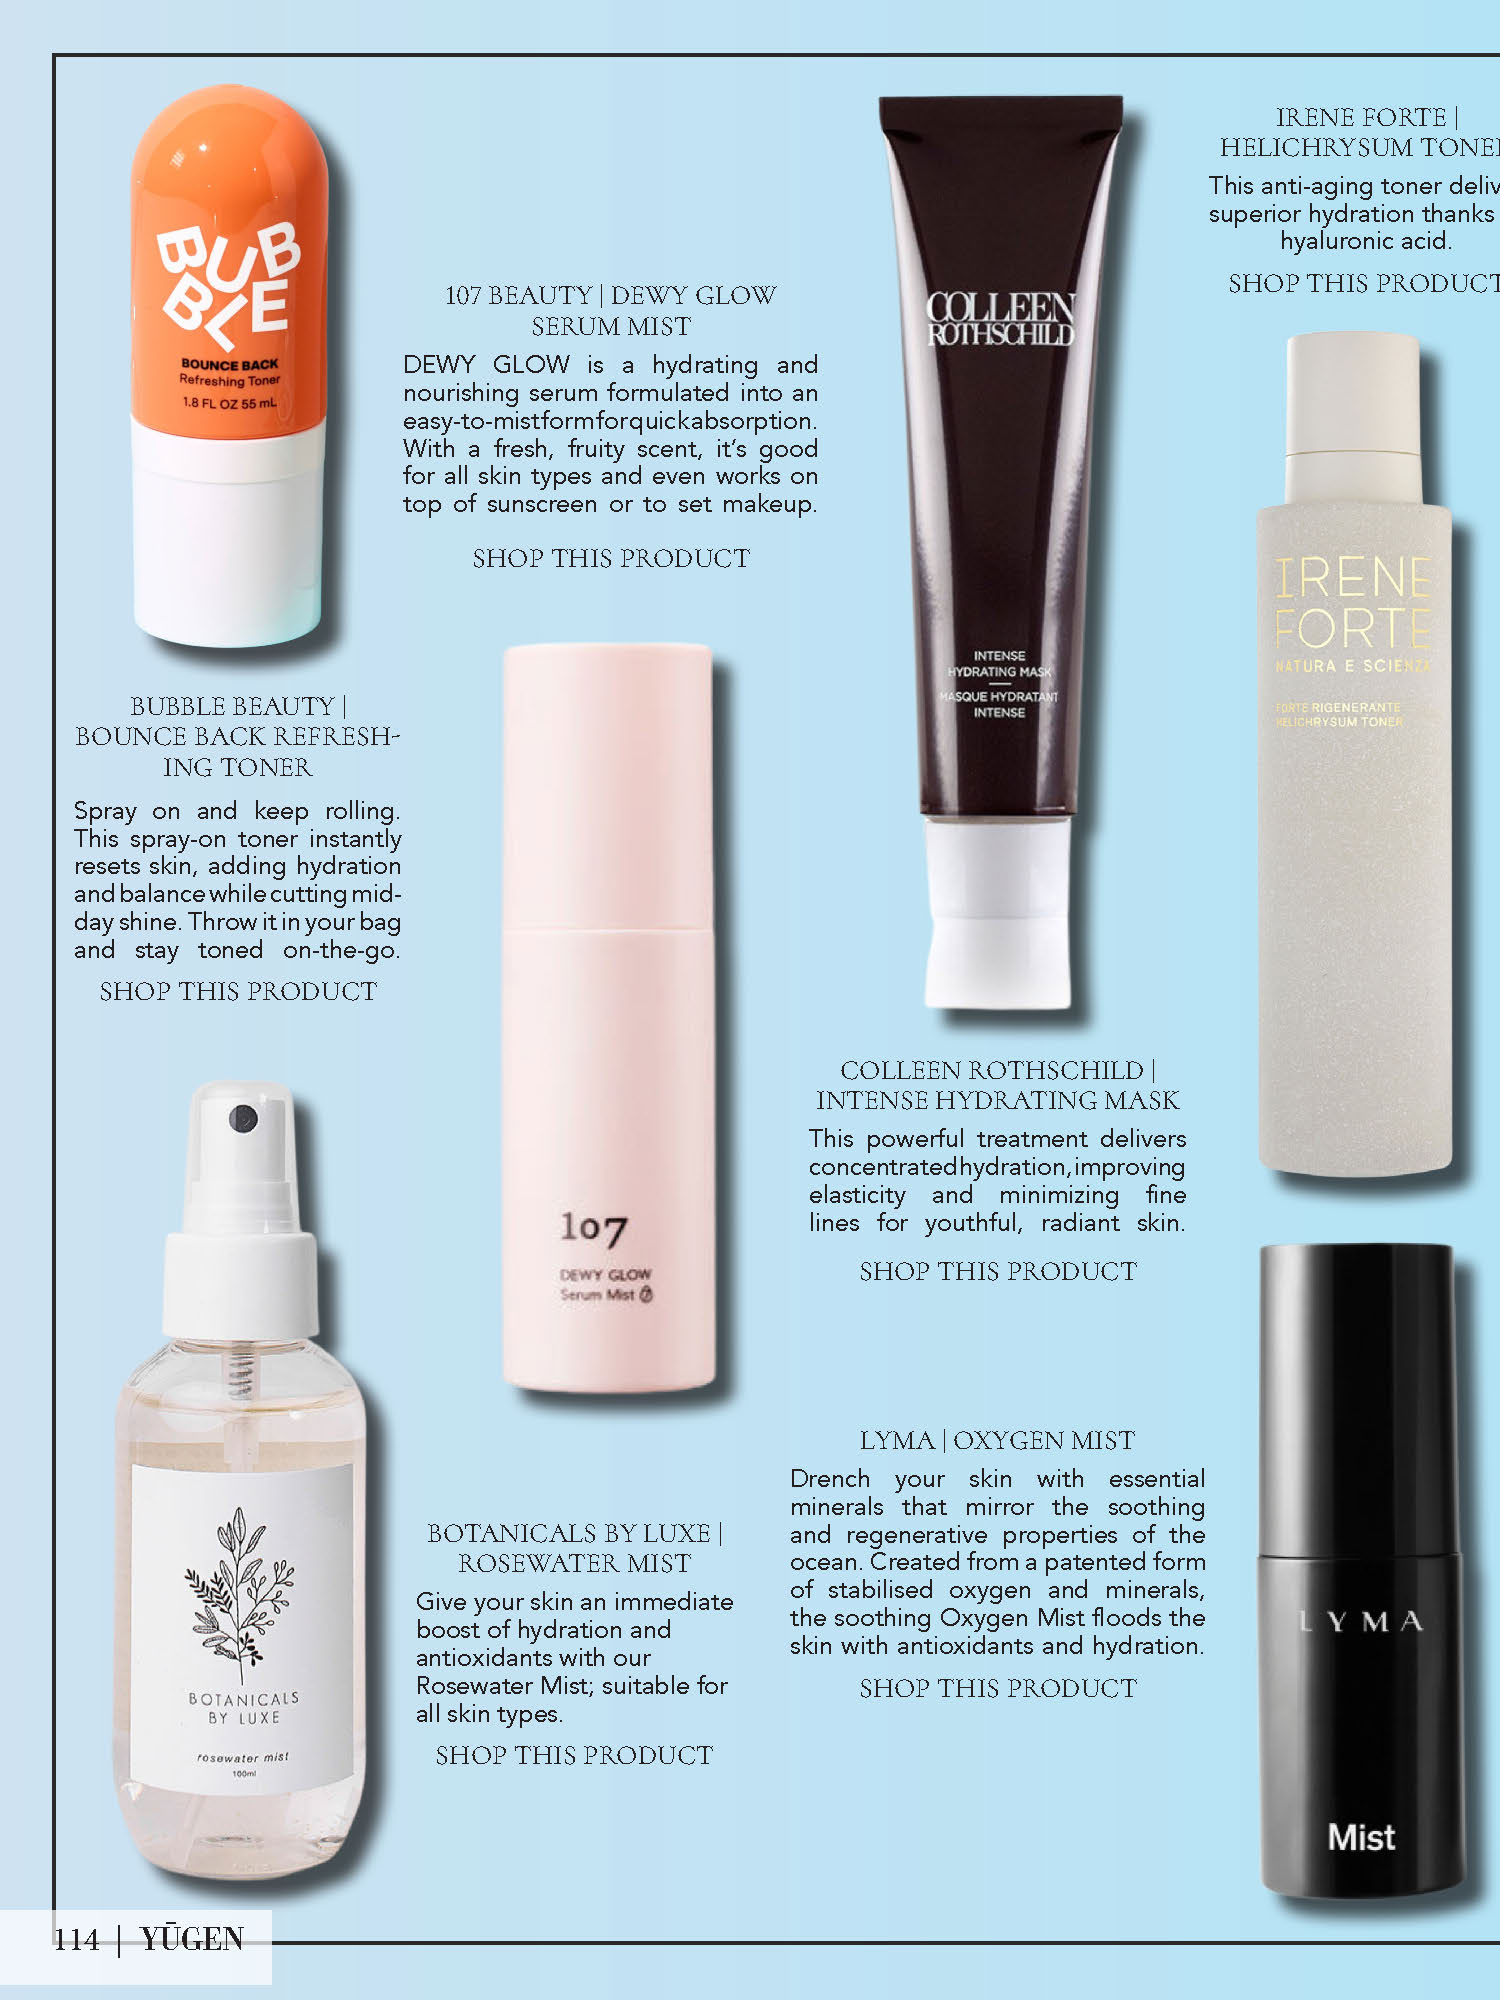 BUBBLE
BOUNCE BACK
Refreshing Toner
1.8 FL OZ 55 mL
BUBBLE BEAUTY |
BOUNCE BACK REFRESH-
ING TONER
Spray on and keep rolling.
This spray-on toner instantly
resets skin, adding hydration
and balance while cutting mid-
day shine. Throw it in your bag
and stay toned on-the-go.
SHOP THIS PRODUCT
107 BEAUTY | DEWY GLOW
SERUM MIST
DEWY GLOW is a hydrating and
nourishing serum formulated into an
easy-to-mist form for quick absorption.
With a fresh, fruity scent, it’s good
for all skin types and even works on
top of sunscreen or to set makeup.
SHOP THIS PRODUCT
107
DEWY GLOW
Serum Mist
COLLEEN
ROTHSCHILD
INTENSE
HYDRATING MASK
MASQUE HYDRATANT
INTENSE
COLLEEN ROTHSCHILD |
INTENSE HYDRATING MASK
This powerful treatment delivers
concentrated hydration, improving
elasticity and minimizing fine
lines for youthful, radiant skin.
SHOP THIS PRODUCT
IRENE FORTE |
HELICHRYSUM TONE
This anti-aging toner deliv
superior hydration thanks
hyaluronic acid.
SHOP THIS PRODUCT
IRENE
FORTE
NATURA E SCIENZA
FORTE RIGENERANTE
HELICHRYSUM TONER
BOTANICALS
BY LUXE
rosewater mist
100ml
BOTANICALS BY LUXE |
ROSEWATER MIST
Give your skin an immediate
boost of hydration and
antioxidants with our
Rosewater Mist; suitable for
all skin types.
SHOP THIS PRODUCT
LYMA | OXYGEN MIST
Drench your skin with essential
minerals that mirror the soothing
and regenerative properties of the
ocean. Created from a patented form
of stabilised oxygen and minerals,
the soothing Oxygen Mist floods the
skin with antioxidants and hydration.
SHOP THIS PRODUCT
LYMA
Mist
114 | YŪGEN